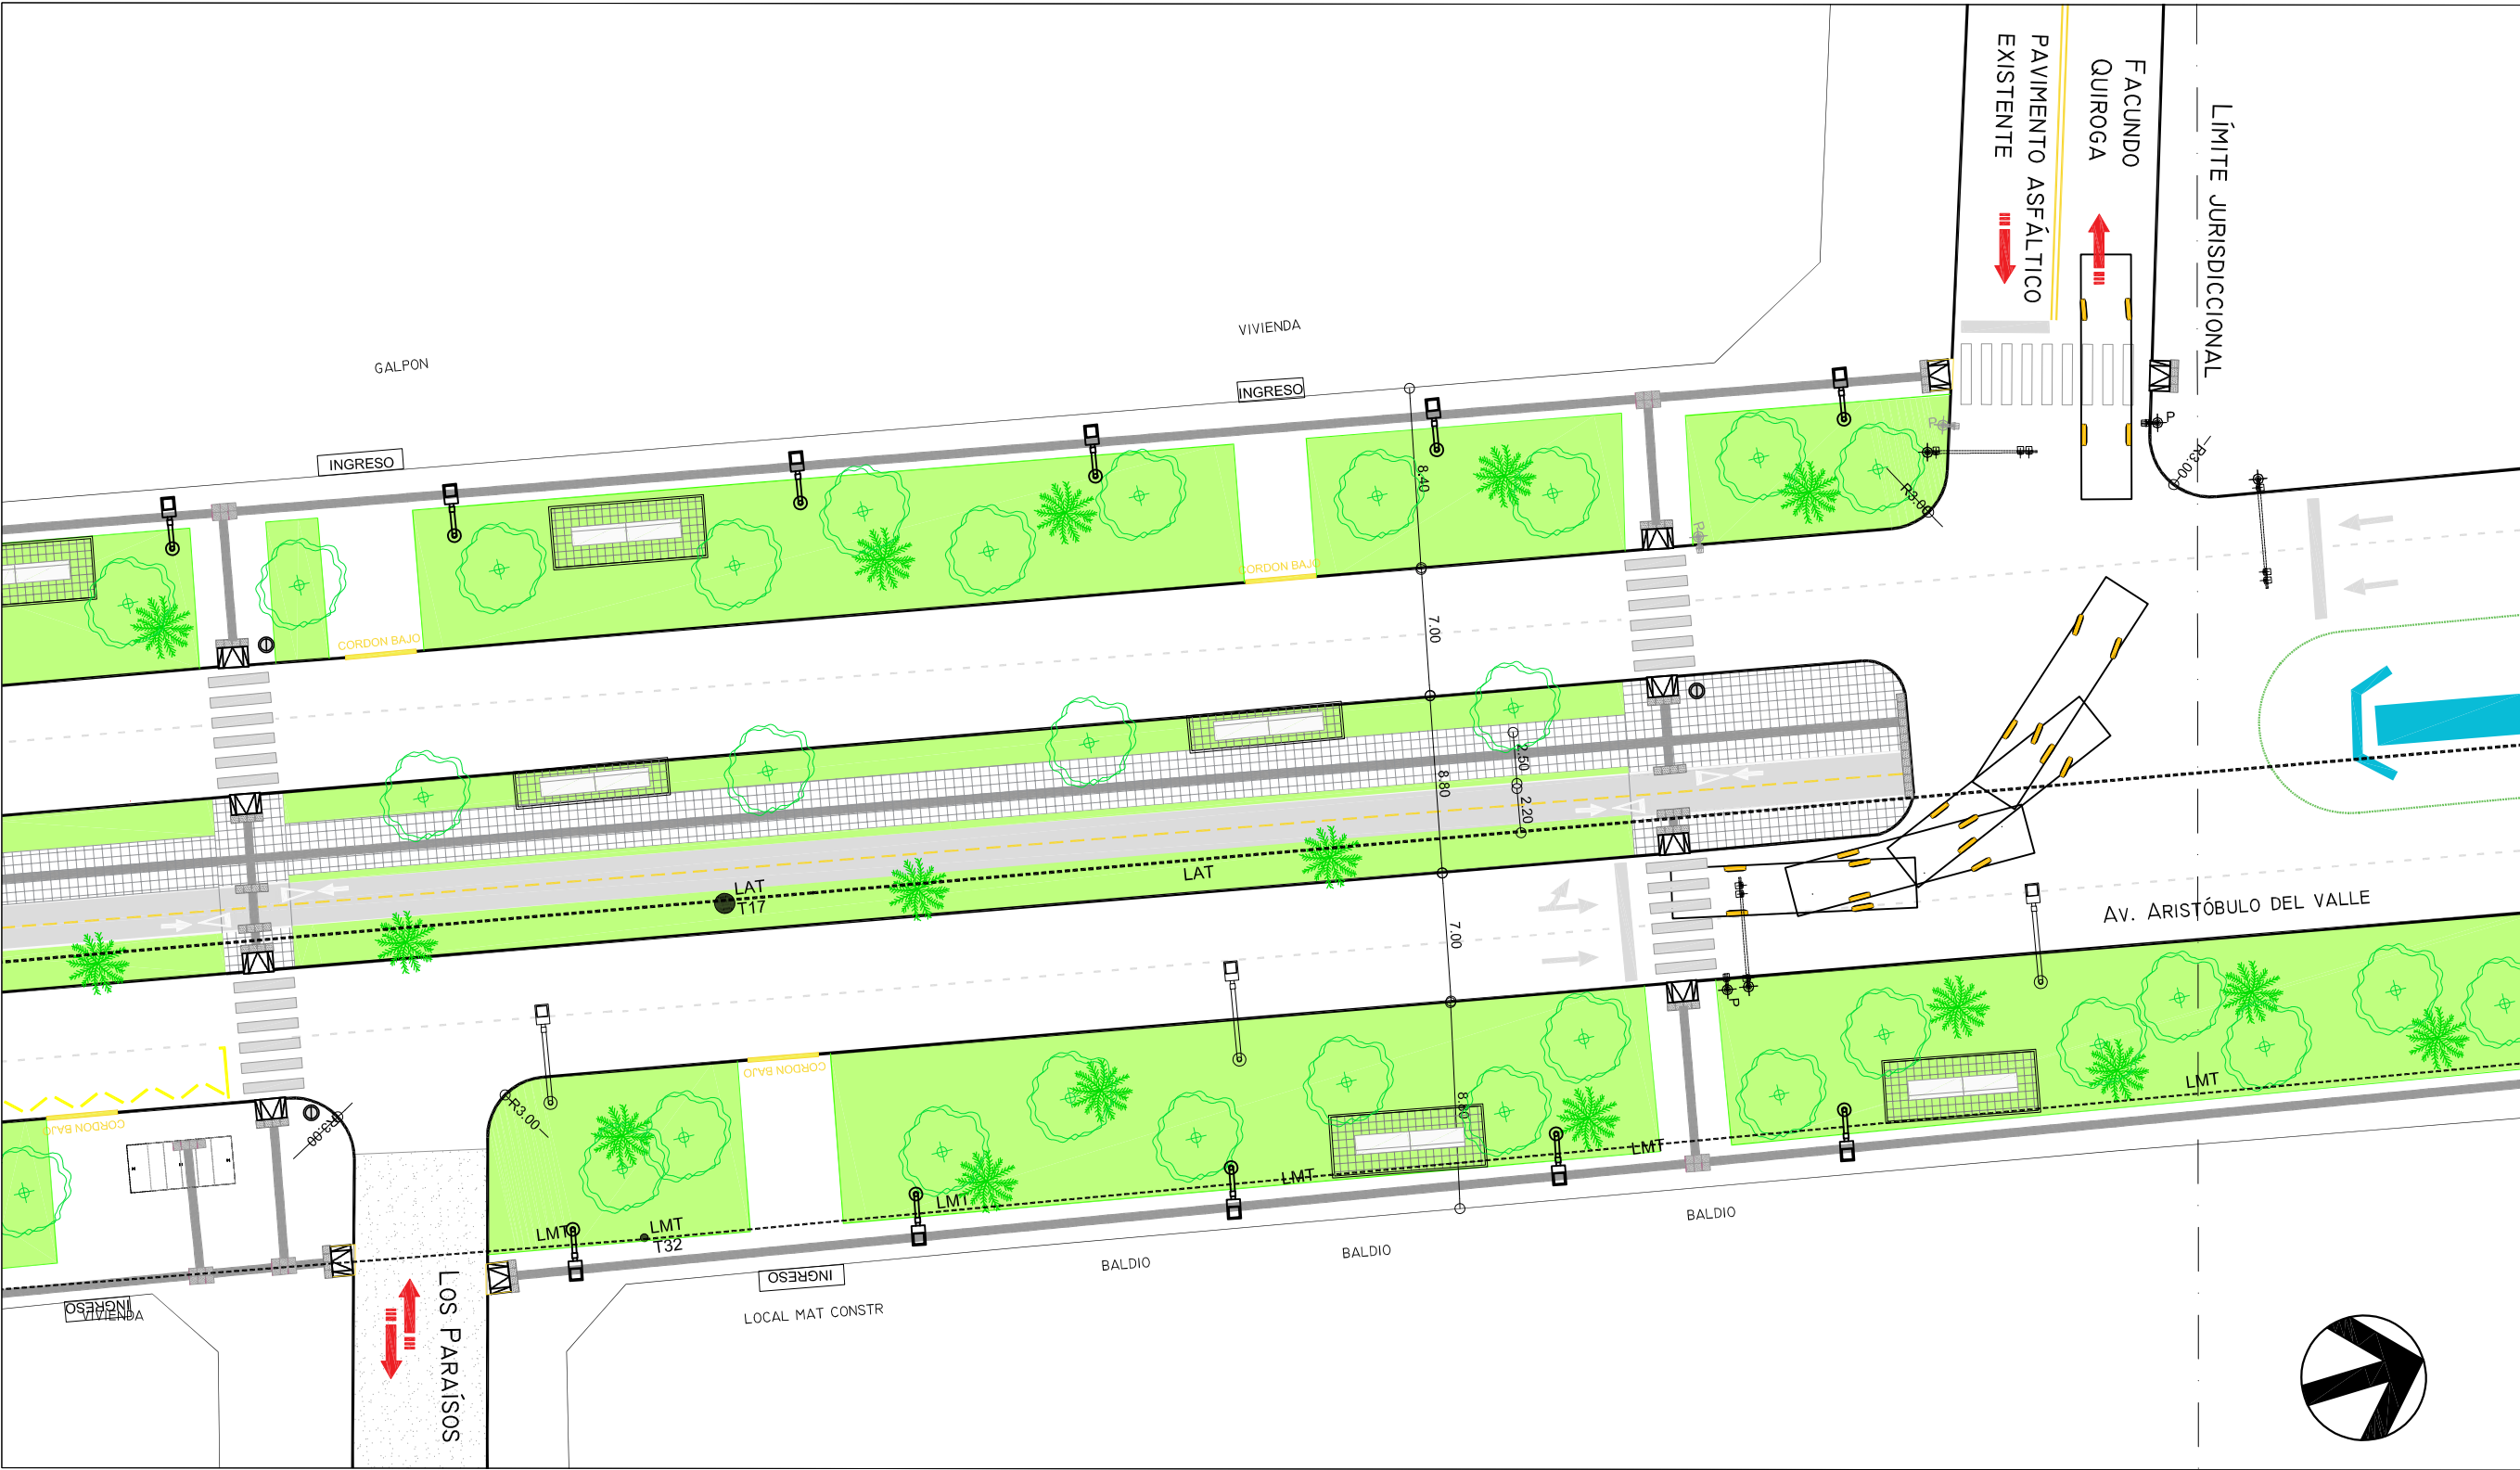 FACUNDO
QUIROGA
PAVIMENTO ASFÁLTICO
EXISTENTE
LÍMITE JURISDICCIONAL
VIVIENDA
GALPON
INGRESO
INGRESO
P
P
R3.00
R3.00
P
8.40
CORDON BAJO
CORDON BAJO
7.00
2.50
8.80
2.20
LAT
LAT
T17
7.00
AV. ARISTÓBULO DEL VALLE
P
CORDON BAJO
CORDON BAJO
R3.00
R3.00
8.60
LMT
LMT
LMT
LMT
LMT
LMT
T32
BALDIO
BALDIO
BALDIO
INGRESO
INGRESO
VIVIENDA
LOCAL MAT CONSTR
LOS PARAÍSOS